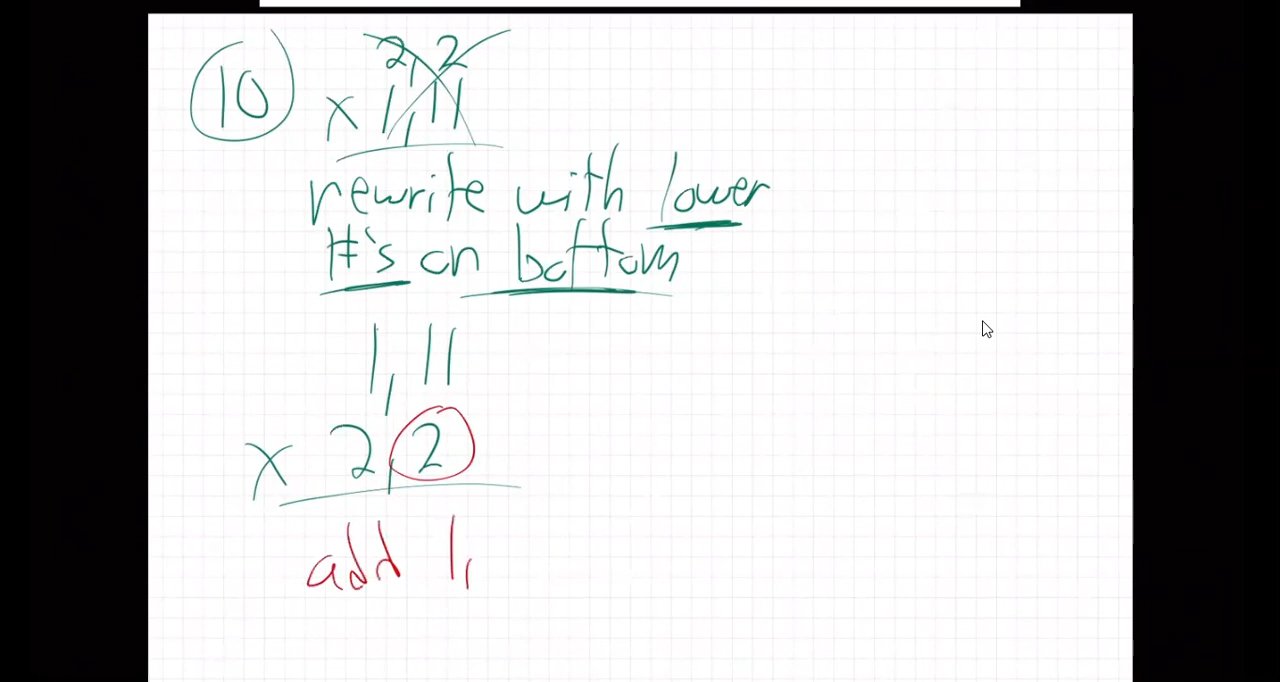 10
2,2
x 1,11
rewrite with lower
#'s on bottom
1,11
x 2,2
add 1,